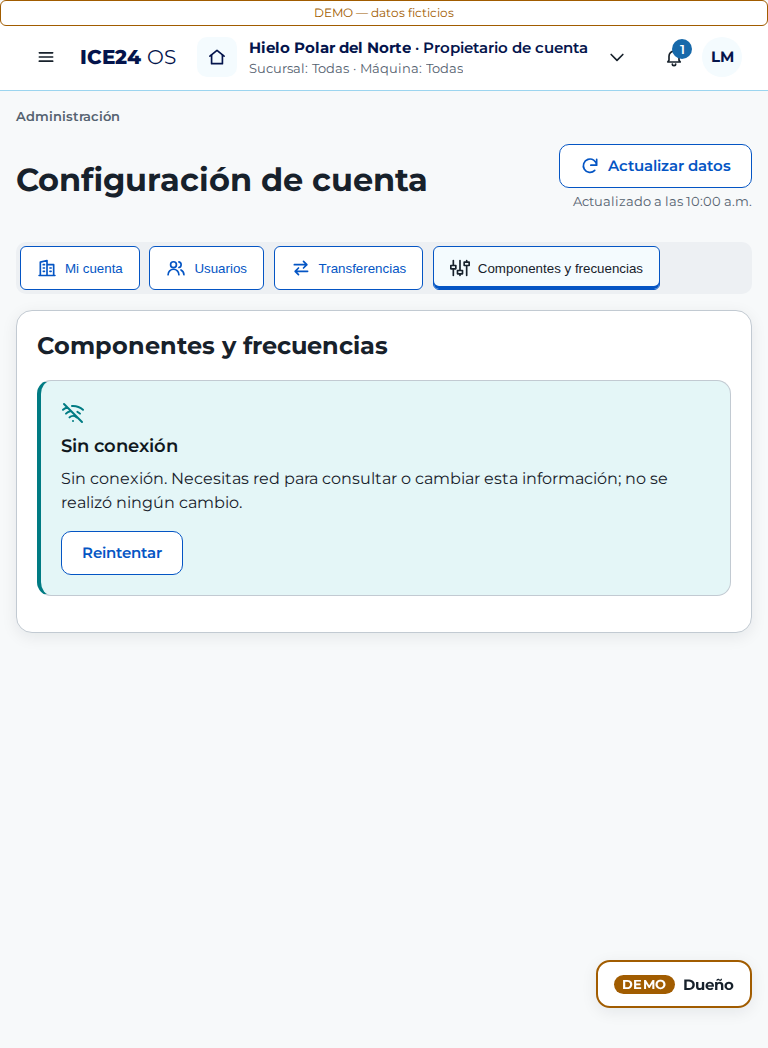 DEMO — datos ficticios
ICE24 OS
Hielo Polar del Norte · Propietario de cuenta
Sucursal: Todas · Máquina: Todas
1
LM
Administración
Configuración de cuenta
Actualizar datos
Actualizado a las 10:00 a.m.
Mi cuenta
Usuarios
Transferencias
Componentes y frecuencias
Componentes y frecuencias
Sin conexión
Sin conexión. Necesitas red para consultar o cambiar esta información; no se
realizó ningún cambio.
Reintentar
DEMO Dueño